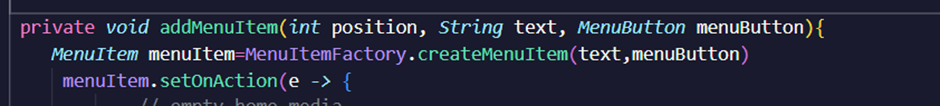 private void addMenuItem(int position, String text, MenuButton menuButton){
MenuItem menuItem=MenuItemFactory.createMenuItem(text,menuButton)
menuItem.setOnAction(e -> {
// empty home media